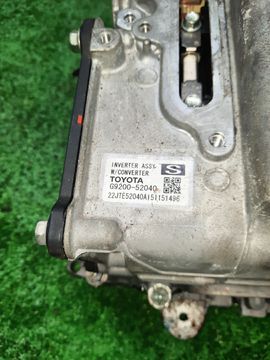 INVERTER ASSY
W/CONVERTER
TOYOTA
G9200-52040
22JTE52040A151151496
S